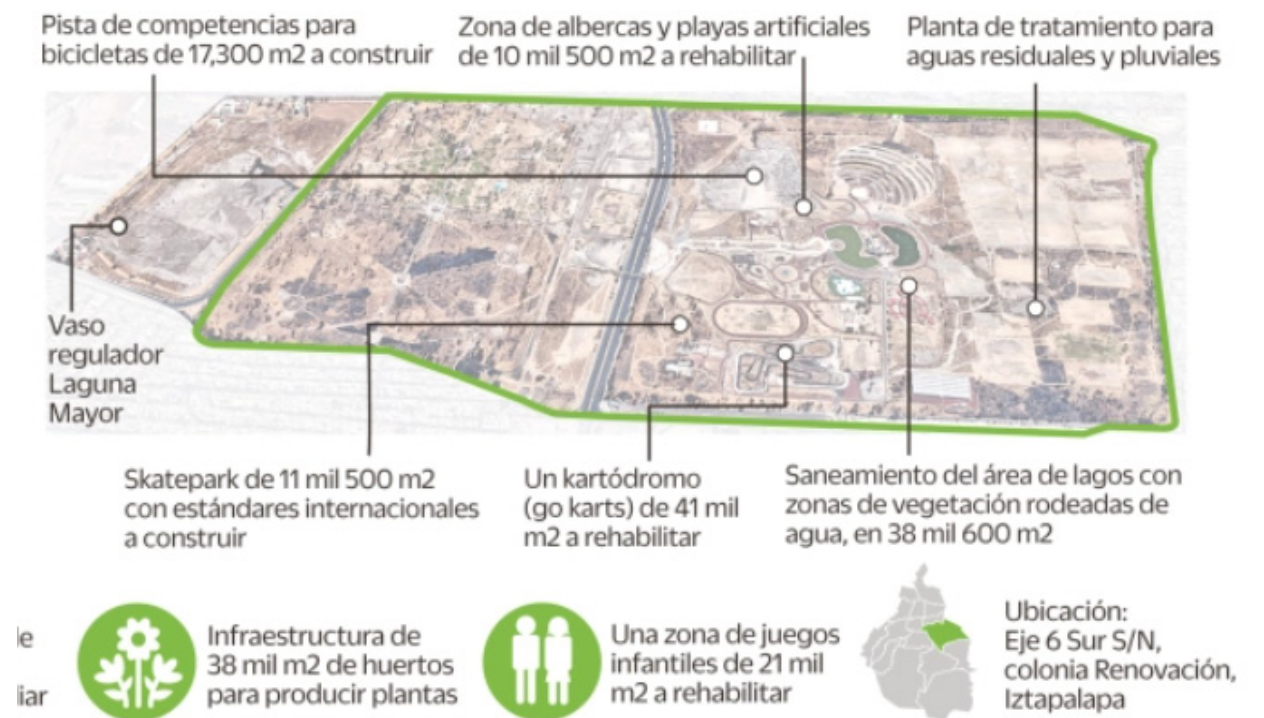 Pista de competencias para
bicicletas de 17,300 m2 a construir
Zona de albercas y playas artificiales
de 10 mil 500 m2 a rehabilitar
Planta de tratamiento para
aguas residuales y pluviales
Vaso
regulador
Laguna
Mayor
Skatepark de 11 mil 500 m2
con estándares internacionales
a construir
Un kartódromo
(go karts) de 41 mil
m2 a rehabilitar
Saneamiento del área de lagos con
zonas de vegetación rodeadas de
agua, en 38 mil 600 m2
Infraestructura de
38 mil m2 de huertos
para producir plantas
Una zona de juegos
infantiles de 21 mil
m2 a rehabilitar
Ubicación:
Eje 6 Sur S/N,
colonia Renovación,
Iztapalapa